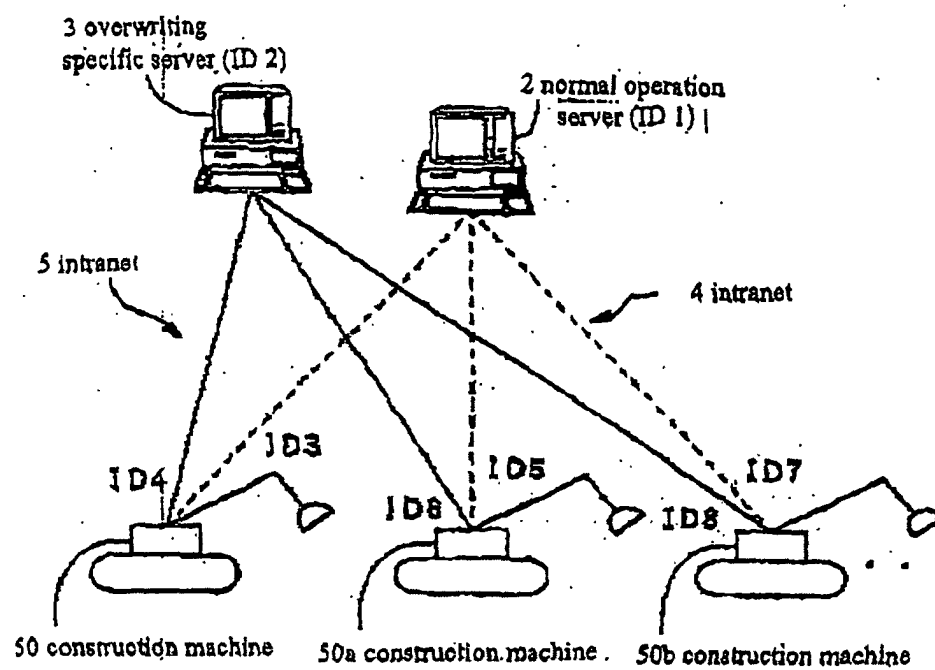 3 overwriting
specific server (ID 2)
2 normal operation
server (ID 1)
5 intranet
4 intranet
ID4
ID3
ID6
ID5
ID8
ID7
50 construction machine
50a construction machine
50b construction machine